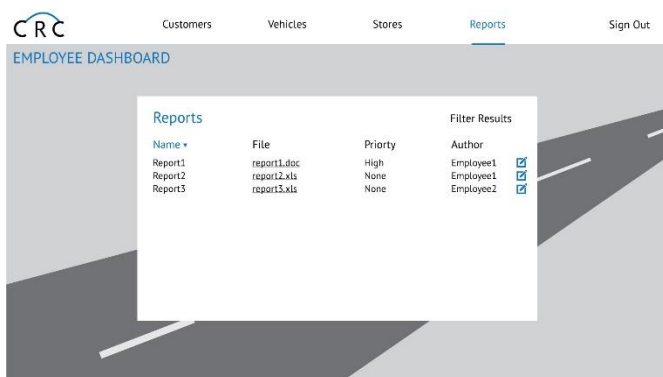 CRC Customers Vehicles Stores Reports Sign Out
EMPLOYEE DASHBOARD
Reports Filter Results
Name File Priorty Author
Report1 report1.doc High Employee1
Report2 report2.xls None Employee1
Report3 report3.xls None Employee2